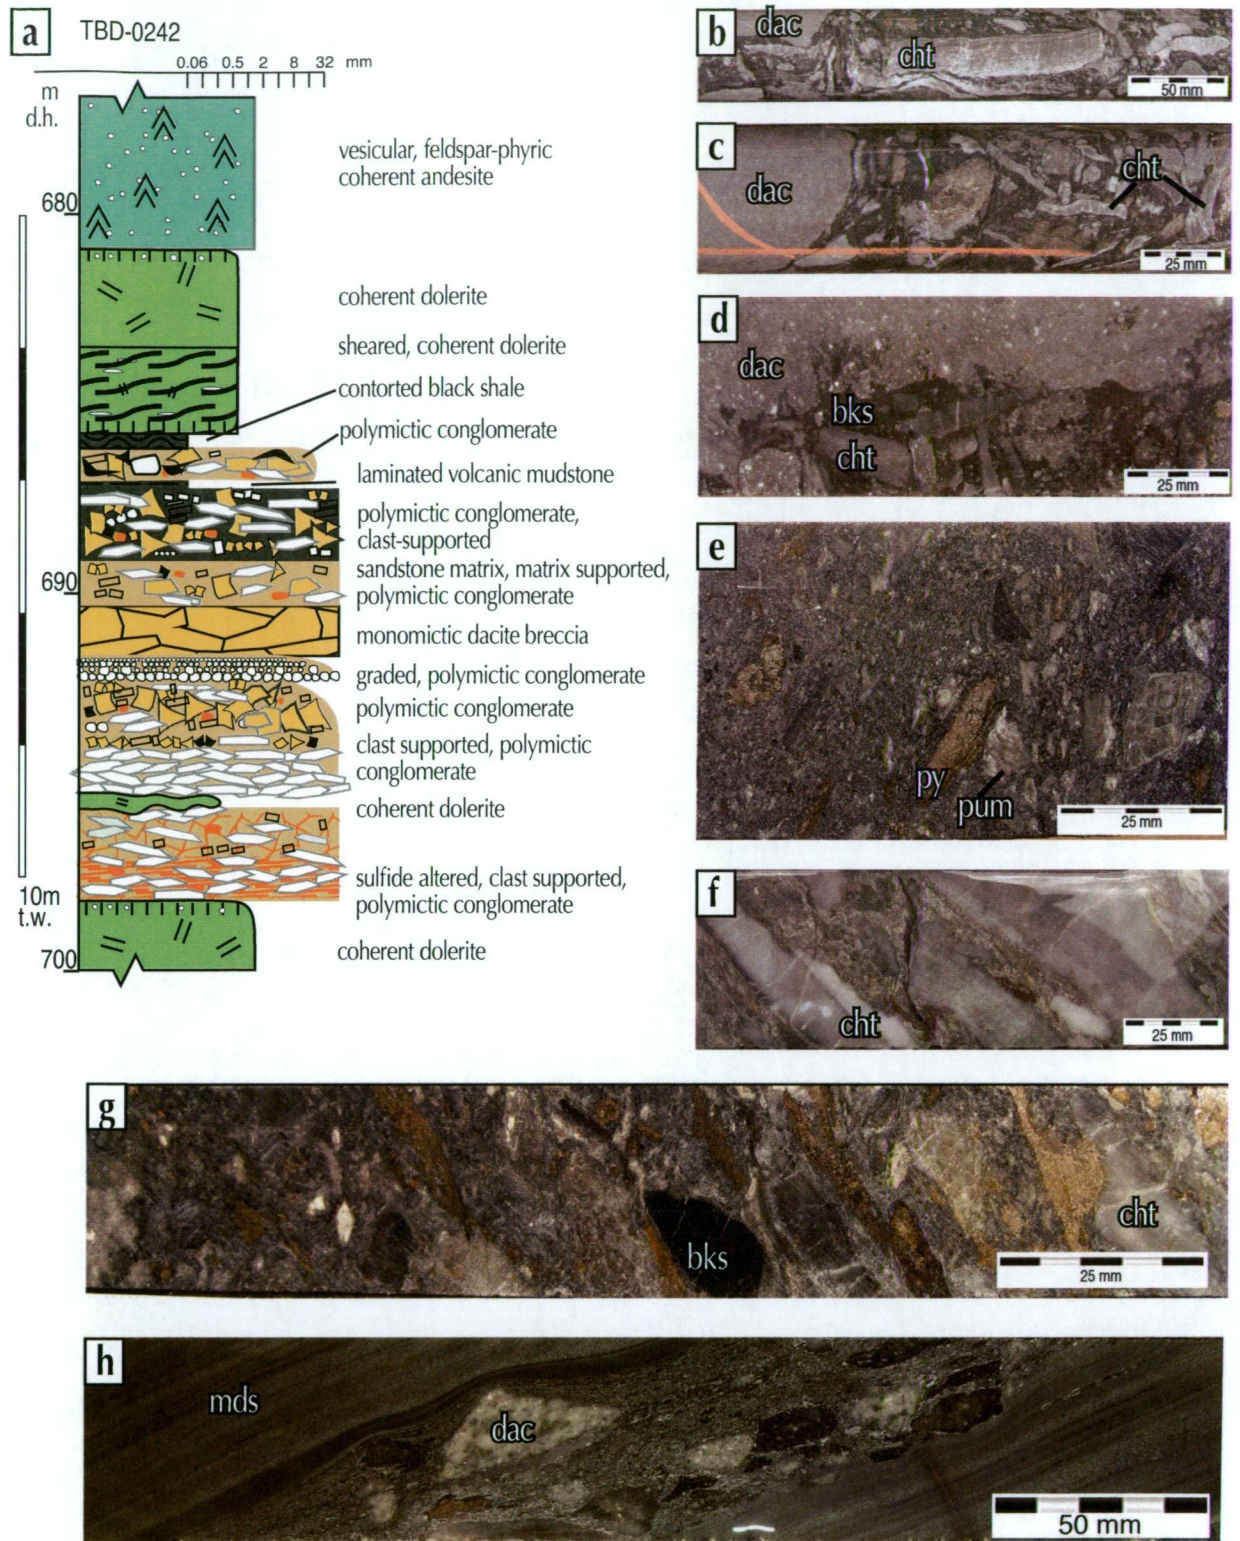 a
TBD-0242
0.06 0.5 2 8 32 mm
m
d.h.
680
690
10m
t.w.
700
vesicular, feldspar-phyric
coherent andesite
coherent dolerite
sheared, coherent dolerite
contorted black shale
polymictic conglomerate
laminated volcanic mudstone
polymictic conglomerate,
clast-supported
sandstone matrix, matrix supported,
polymictic conglomerate
monomictic dacite breccia
graded, polymictic conglomerate
polymictic conglomerate
clast supported, polymictic
conglomerate
coherent dolerite
sulfide altered, clast supported,
polymictic conglomerate
coherent dolerite
b
dac
cht
50 mm
c
dac
cht
25 mm
d
dac
bks
cht
25 mm
e
py
pum
25 mm
f
cht
25 mm
g
bks
cht
25 mm
h
mds
dac
50 mm